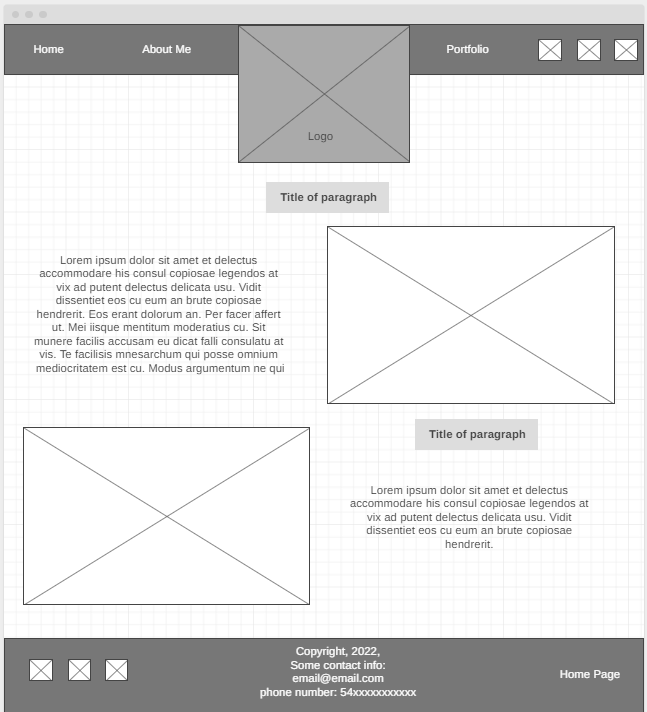 Home
About Me
Portfolio
Logo
Title of paragraph
Lorem ipsum dolor sit amet et delectus
accommodare his consul copiosae legendos at
vix ad putent delectus delicata usu. Vidit
dissentiet eos cu eum an brute copiosae
hendrerit. Eos erant dolorum an. Per facer affert
ut. Mei iisque mentitum moderatius cu. Sit
munere facilis accusam eu dicat falli consulatu at
vis. Te facilisis mnesarchum qui posse omnium
mediocritatem est cu. Modus argumentum ne qui
Title of paragraph
Lorem ipsum dolor sit amet et delectus
accommodare his consul copiosae legendos at
vix ad putent delectus delicata usu. Vidit
dissentiet eos cu eum an brute copiosae
hendrerit.
Copyright, 2022,
Some contact info:
email@email.com
phone number: 54xxxxxxxxxxx
Home Page